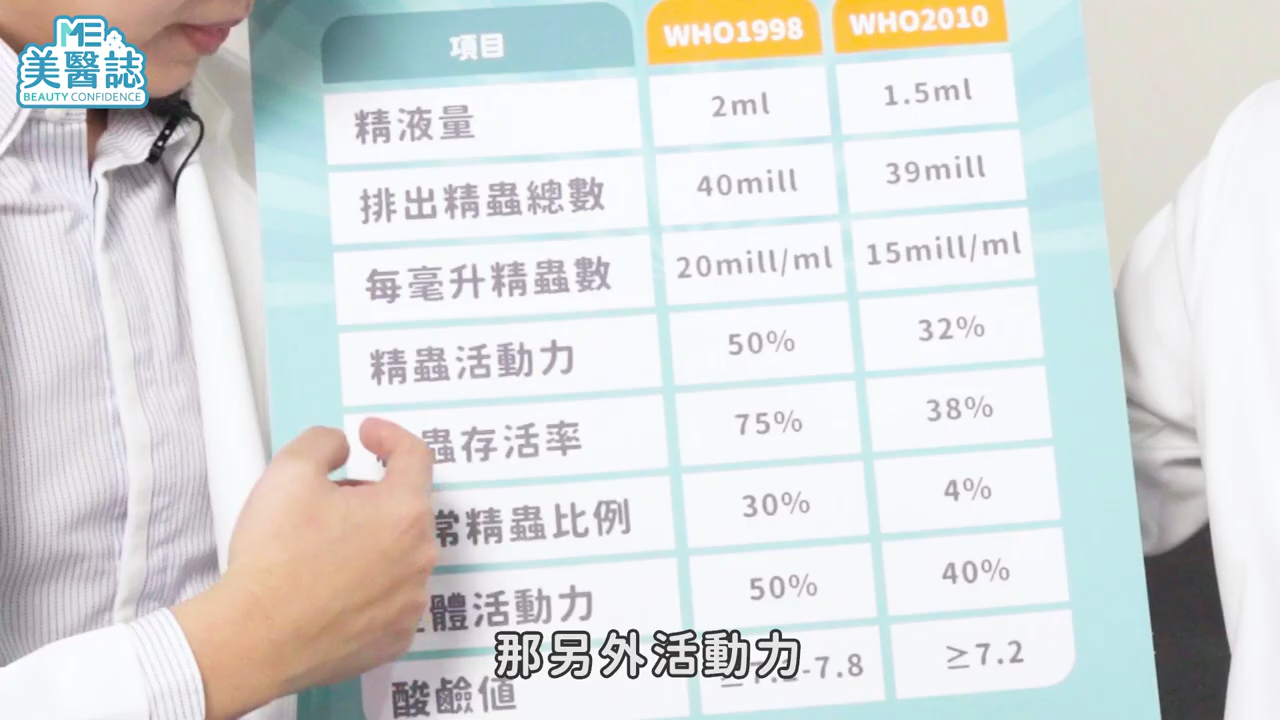 ME
美醫誌
BEAUTY CONFIDENCE
項目 WHO1998 WHO2010
精液量 2ml 1.5ml
排出精蟲總數 40mill 39mill
每毫升精蟲數 20mill/ml 15mill/ml
精蟲活動力 50% 32%
蟲存活率 75% 38%
常精蟲比例 30% 4%
體活動力 50% 40%
酸鹼值 -7.8 ≥7.2
那另外活動力